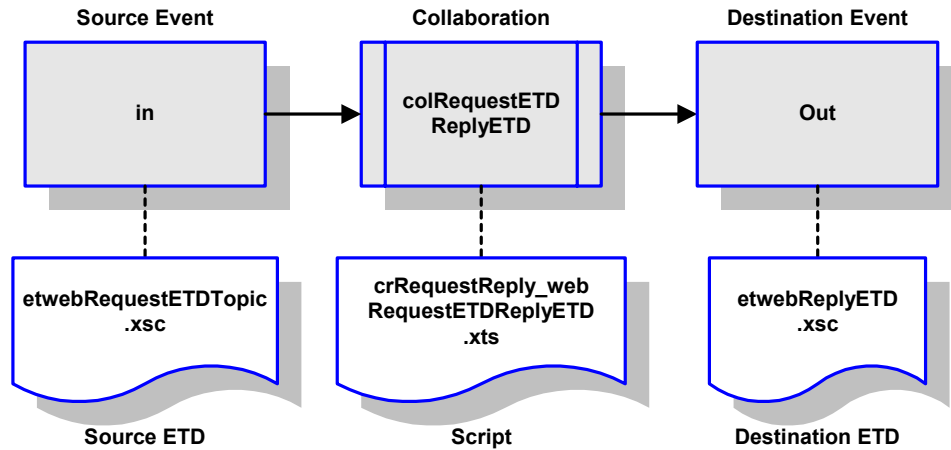 Source Event
Collaboration
Destination Event
in
colRequestETD
ReplyETD
Out
etwebRequestETDTopic
.xsc
crRequestReply_web
RequestETDReplyETD
.xts
etwebReplyETD
.xsc
Source ETD
Script
Destination ETD